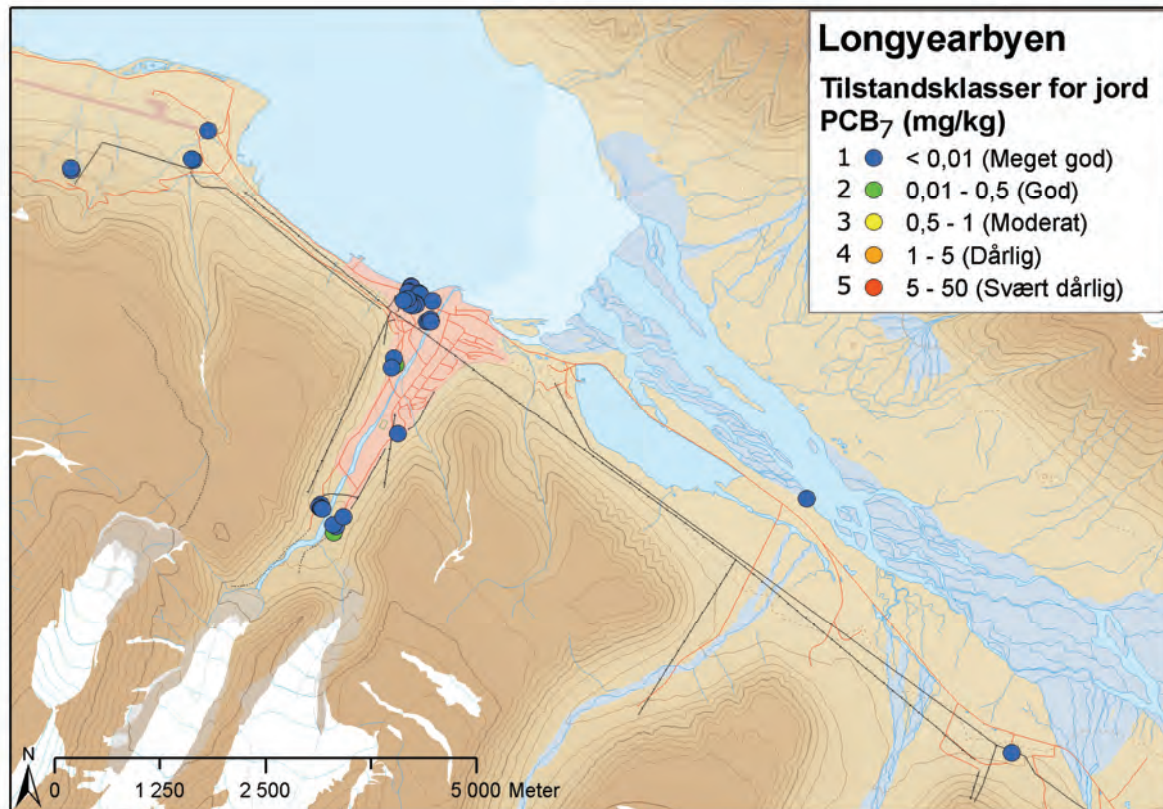 Longyearbyen
Tilstandsklasser for jord
PCB₇ (mg/kg)
1 < 0,01 (Meget god)
2 0,01 - 0,5 (God)
3 0,5 - 1 (Moderat)
4 1 - 5 (Dårlig)
5 5 - 50 (Svært dårlig)
N
0 1 250 2 500 5 000 Meter